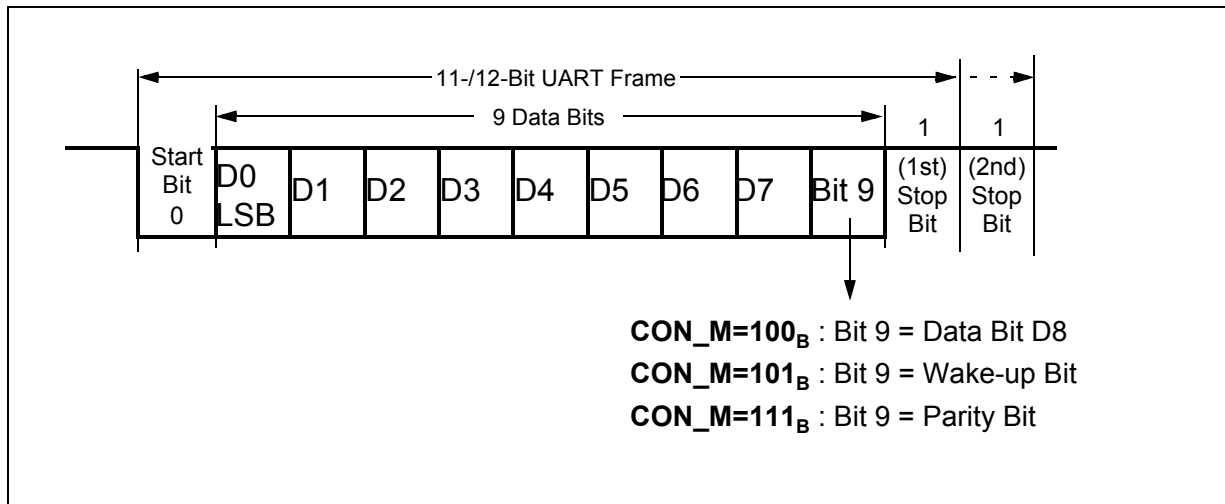 11-/12-Bit UART Frame
9 Data Bits
1
1
Start
Bit
0
D0
LSB
D1
D2
D3
D4
D5
D6
D7
Bit 9
(1st)
Stop
Bit
(2nd)
Stop
Bit
CON_M=100B : Bit 9 = Data Bit D8
CON_M=101B : Bit 9 = Wake-up Bit
CON_M=111B : Bit 9 = Parity Bit